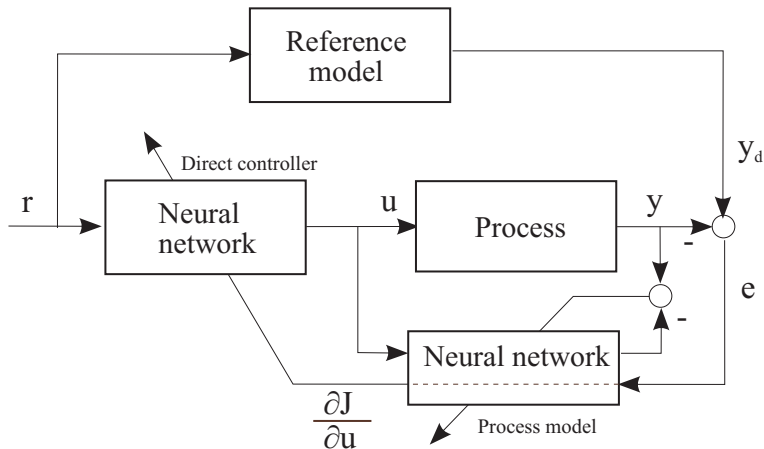 Reference
model
y_d
Direct controller
r
Neural
network
u
Process
y
-
e
-
Neural network
∂J
∂u
Process model